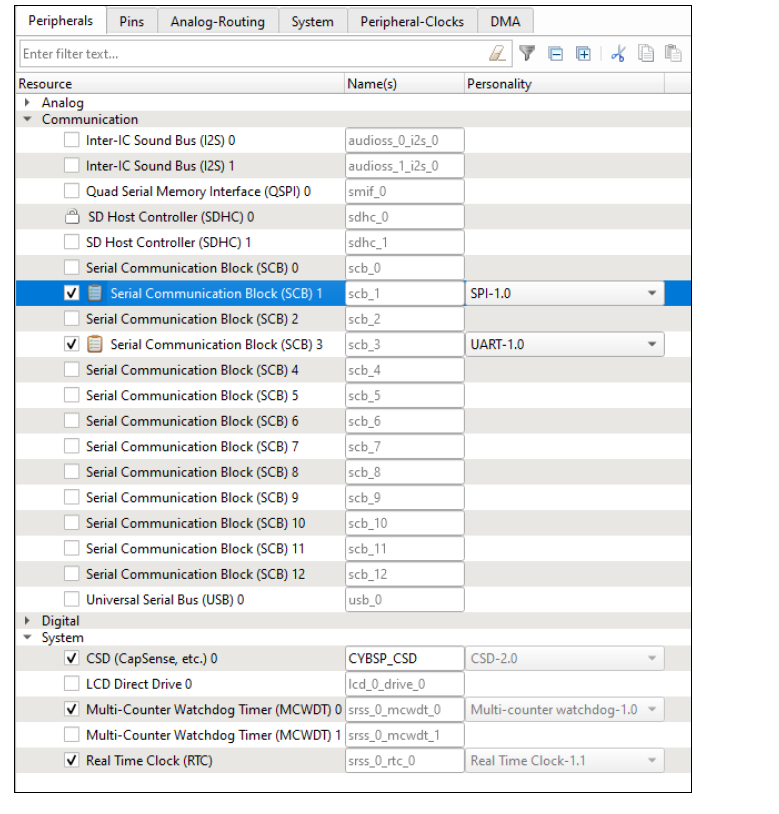 Peripherals Pins Analog-Routing System Peripheral-Clocks DMA
Enter filter text...
Resource Name(s) Personality
Analog
Communication
Inter-IC Sound Bus (I2S) 0 audioss_0_i2s_0
Inter-IC Sound Bus (I2S) 1 audioss_1_i2s_0
Quad Serial Memory Interface (QSPI) 0 smif_0
SD Host Controller (SDHC) 0 sdhc_0
SD Host Controller (SDHC) 1 sdhc_1
Serial Communication Block (SCB) 0 scb_0
Serial Communication Block (SCB) 1 scb_1 SPI-1.0
Serial Communication Block (SCB) 2 scb_2
Serial Communication Block (SCB) 3 scb_3 UART-1.0
Serial Communication Block (SCB) 4 scb_4
Serial Communication Block (SCB) 5 scb_5
Serial Communication Block (SCB) 6 scb_6
Serial Communication Block (SCB) 7 scb_7
Serial Communication Block (SCB) 8 scb_8
Serial Communication Block (SCB) 9 scb_9
Serial Communication Block (SCB) 10 scb_10
Serial Communication Block (SCB) 11 scb_11
Serial Communication Block (SCB) 12 scb_12
Universal Serial Bus (USB) 0 usb_0
Digital
System
CSD (CapSense, etc.) 0 CYBSP_CSD CSD-2.0
LCD Direct Drive 0 lcd_0_drive_0
Multi-Counter Watchdog Timer (MCWDT) 0 srss_0_mcwdt_0 Multi-counter watchdog-1.0
Multi-Counter Watchdog Timer (MCWDT) 1 srss_0_mcwdt_1
Real Time Clock (RTC) srss_0_rtc_0 Real Time Clock-1.1